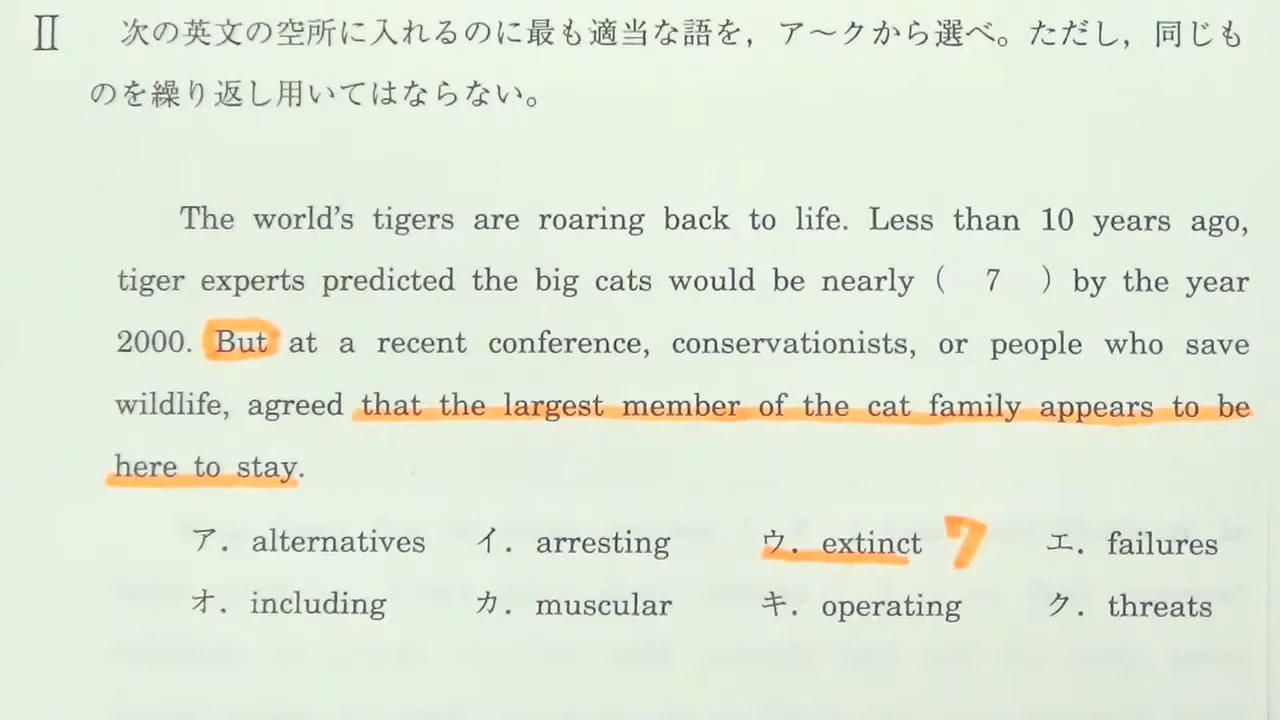 Ⅱ 次の英文の空所に入れるのに最も適当な語を，ア～クから選べ。ただし，同じも
のを繰り返し用いてはならない。
The world's tigers are roaring back to life. Less than 10 years ago,
tiger experts predicted the big cats would be nearly ( 7 ) by the year
2000. But at a recent conference, conservationists, or people who save
wildlife, agreed that the largest member of the cat family appears to be
here to stay.
ア．alternatives イ．arresting ウ．extinct 7 エ．failures
オ．including カ．muscular キ．operating ク．threats